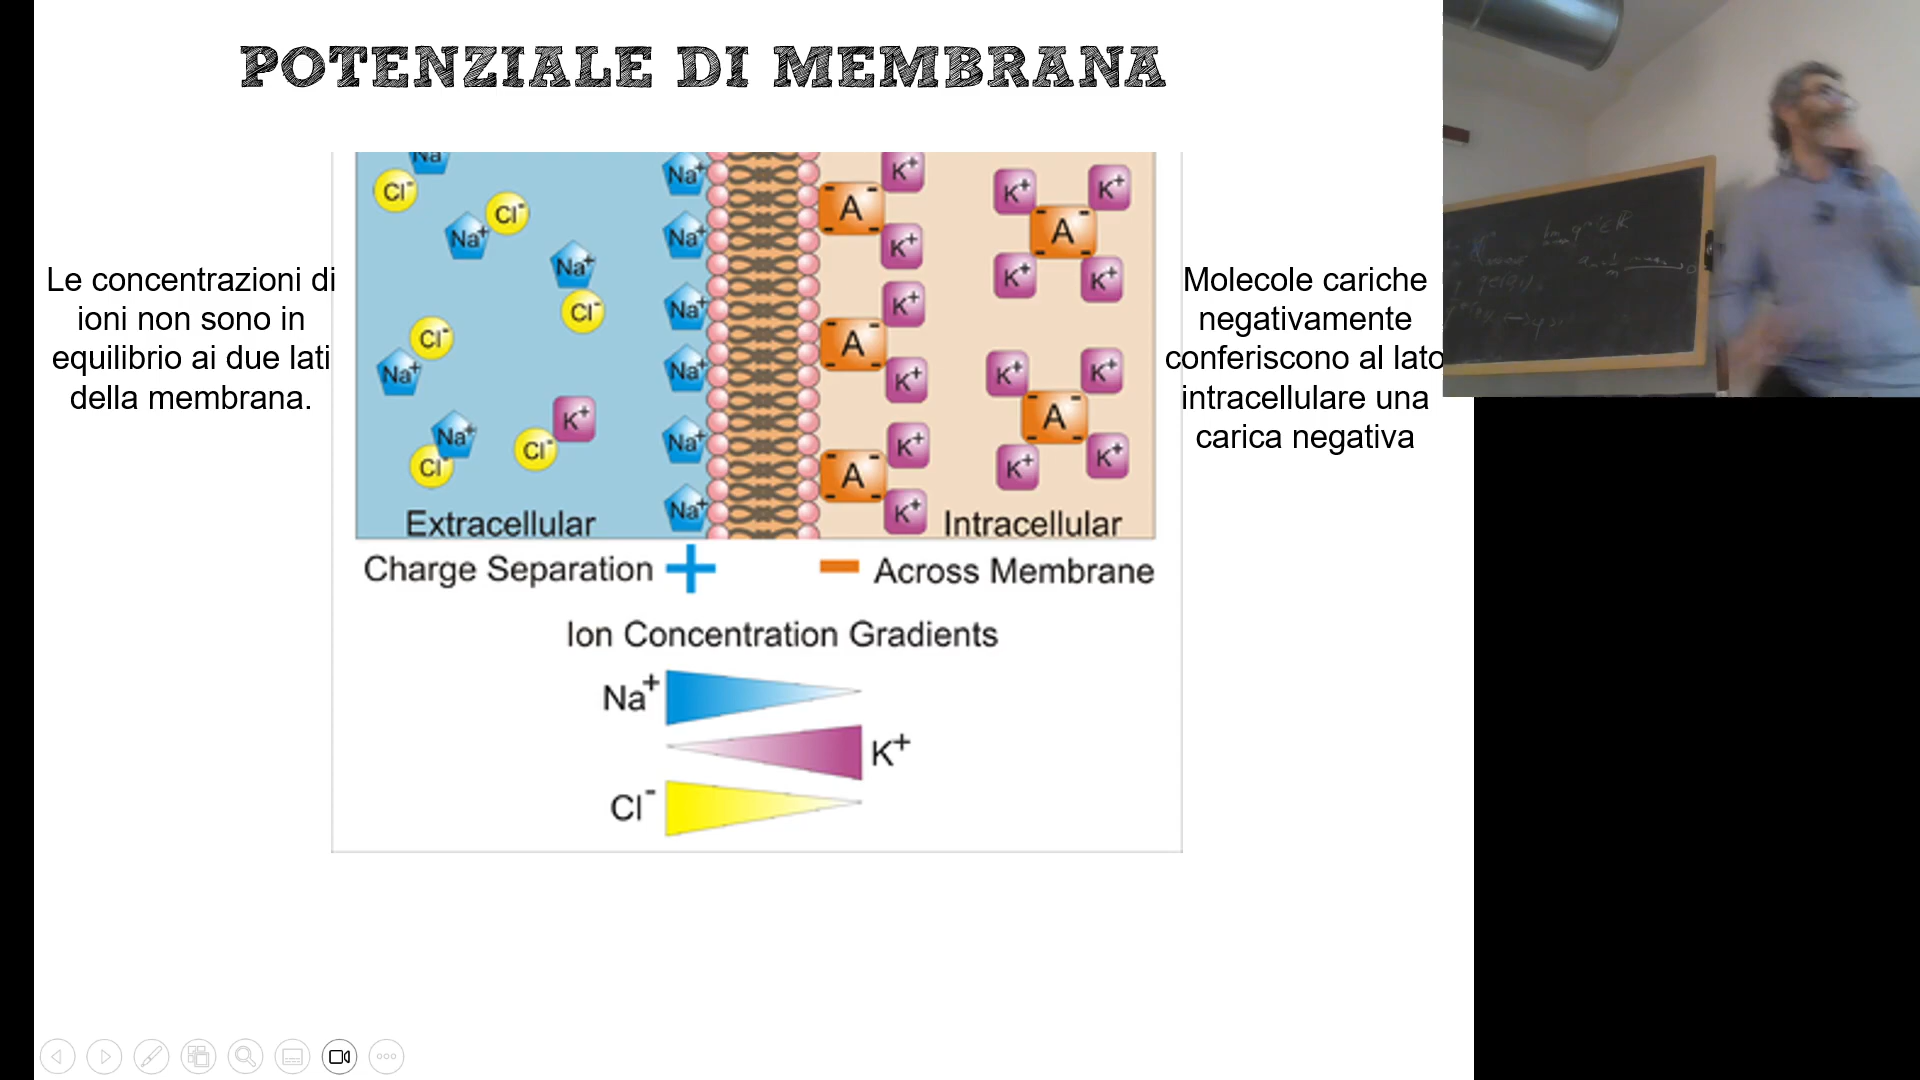 POTENZIALE DI MEMBRANA
Le concentrazioni di
ioni non sono in
equilibrio ai due lati
della membrana.
Na
Cl-
Cl-
Na+
Na+
Cl-
Cl-
Na+
Na+
Cl-
K+
Cl-
Na+
Na+
Na+
Na+
Na+
Na+
A
A
A
K+
K+
K+
K+
K+
K+
K+
K+
A
K+
K+
K+
K+
A
K+
K+
Extracellular
Intracellular
Charge Separation + - Across Membrane
Ion Concentration Gradients
Na+
K+
Cl-
Molecole cariche
negativamente
conferiscono al lato
intracellulare una
carica negativa